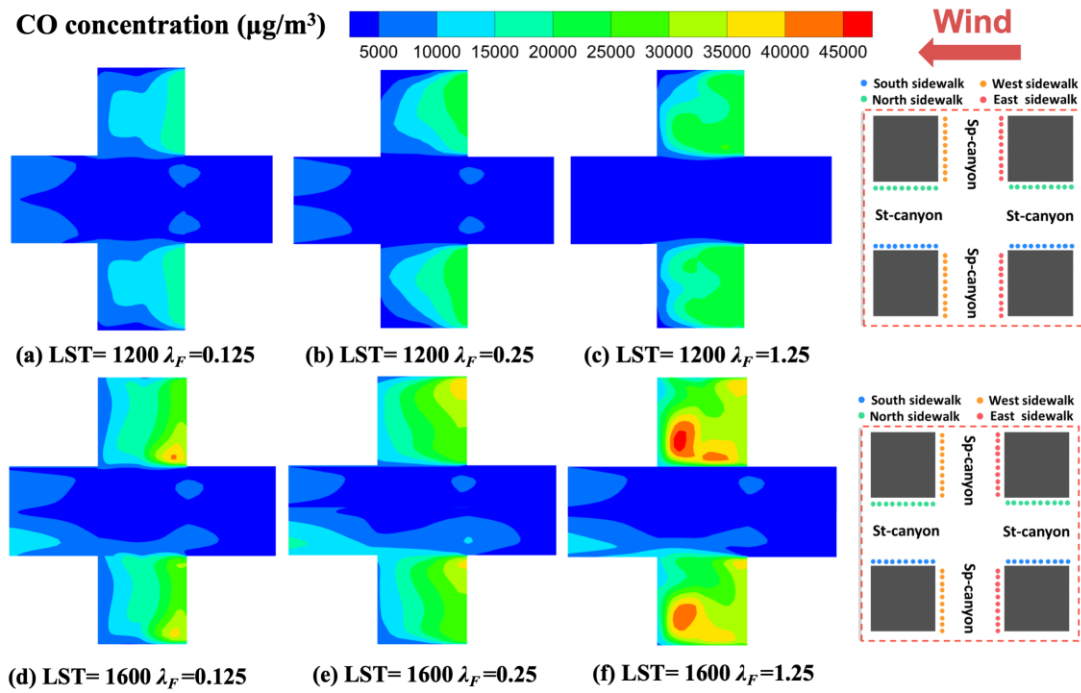 CO concentration (µg/m³)
5000 10000 15000 20000 25000 30000 35000 40000 45000
Wind
South sidewalk West sidewalk
North sidewalk East sidewalk
Sp-canyon
St-canyon St-canyon
Sp-canyon
(a) LST= 1200 λF=0.125
(b) LST= 1200 λF=0.25
(c) LST= 1200 λF=1.25
South sidewalk West sidewalk
North sidewalk East sidewalk
Sp-canyon
St-canyon St-canyon
Sp-canyon
(d) LST= 1600 λF=0.125
(e) LST= 1600 λF=0.25
(f) LST= 1600 λF=1.25